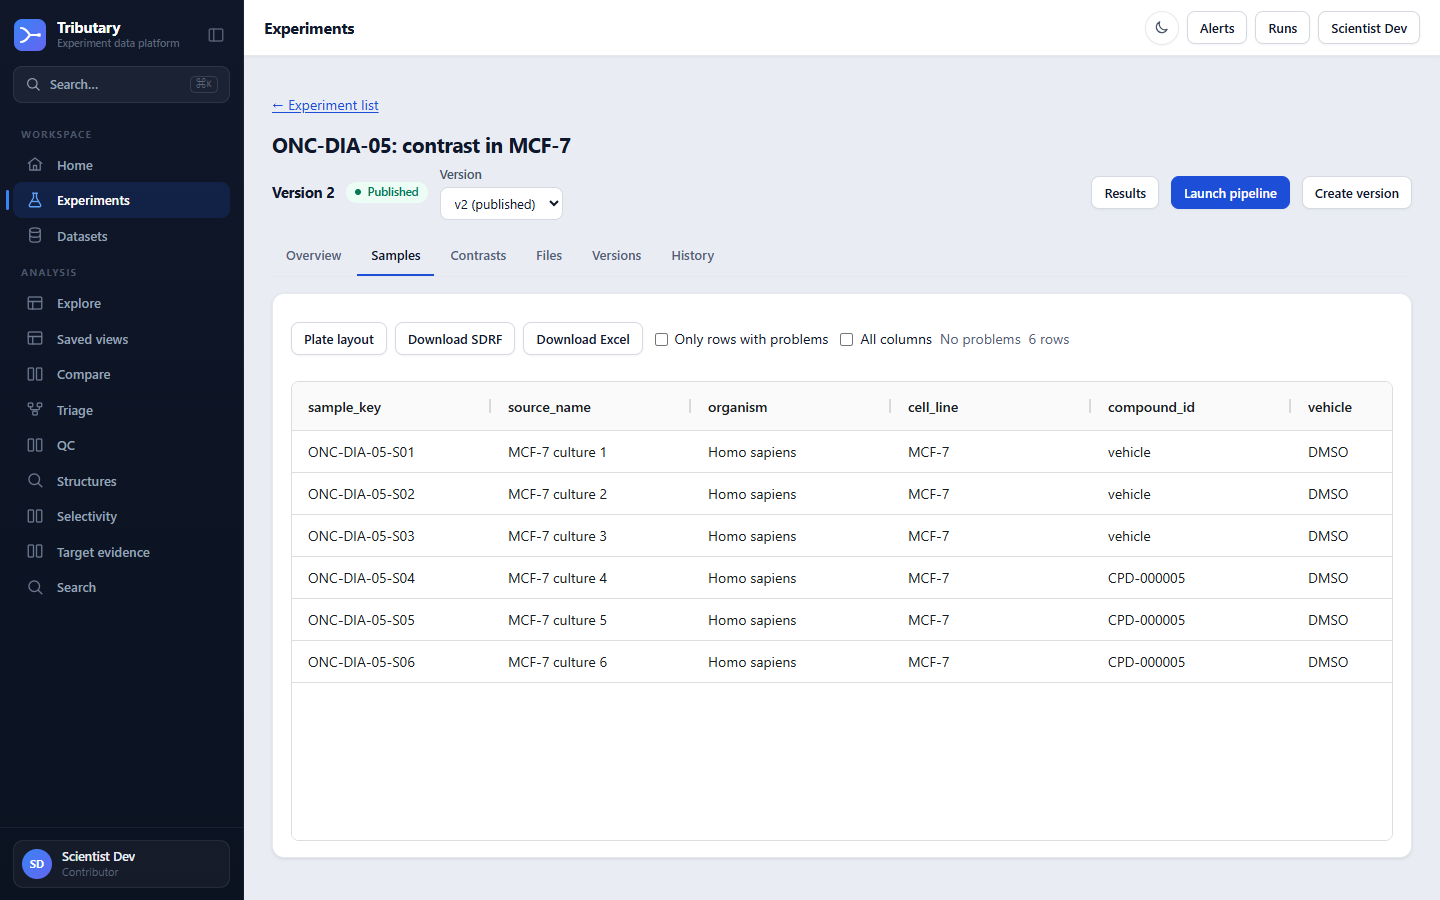 Tributary
Experiment data platform
Search...
⌘K
WORKSPACE
Home
Experiments
Datasets
ANALYSIS
Explore
Saved views
Compare
Triage
QC
Structures
Selectivity
Target evidence
Search
SD
Scientist Dev
Contributor
Experiments
Alerts
Runs
Scientist Dev
← Experiment list
ONC-DIA-05: contrast in MCF-7
Version 2
Published
Version
v2 (published)
Results
Launch pipeline
Create version
Overview Samples Contrasts Files Versions History
Plate layout Download SDRF Download Excel Only rows with problems All columns No problems 6 rows
sample_key source_name organism cell_line compound_id vehicle
ONC-DIA-05-S01 MCF-7 culture 1 Homo sapiens MCF-7 vehicle DMSO
ONC-DIA-05-S02 MCF-7 culture 2 Homo sapiens MCF-7 vehicle DMSO
ONC-DIA-05-S03 MCF-7 culture 3 Homo sapiens MCF-7 vehicle DMSO
ONC-DIA-05-S04 MCF-7 culture 4 Homo sapiens MCF-7 CPD-000005 DMSO
ONC-DIA-05-S05 MCF-7 culture 5 Homo sapiens MCF-7 CPD-000005 DMSO
ONC-DIA-05-S06 MCF-7 culture 6 Homo sapiens MCF-7 CPD-000005 DMSO